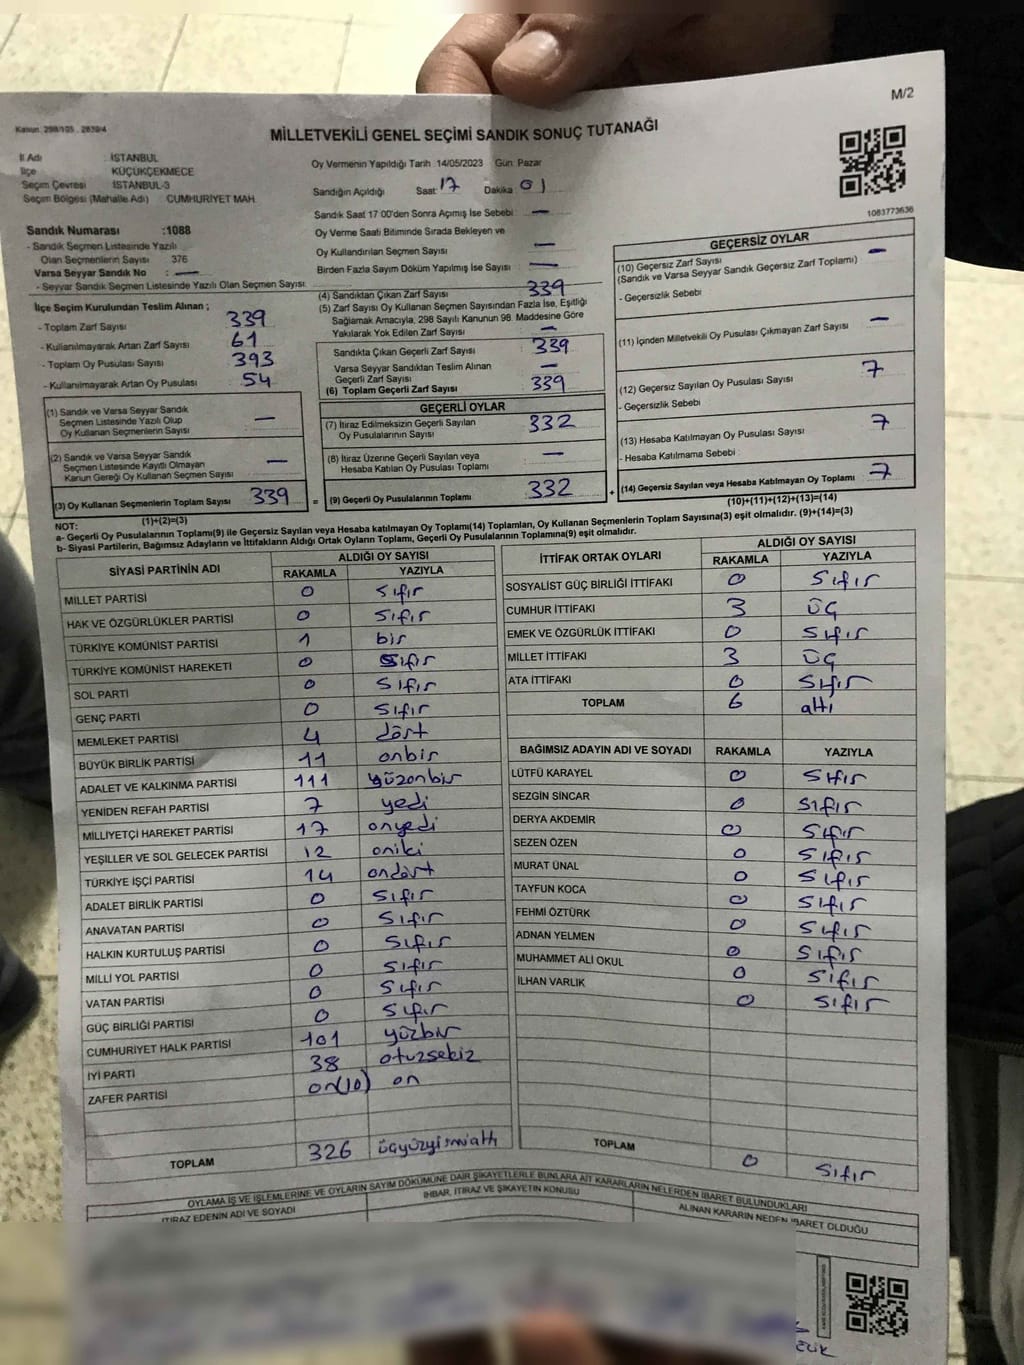 M/2
Kanun: 298/105 - 2839/4
MİLLETVEKİLİ GENEL SEÇİMİ SANDIK SONUÇ TUTANAĞI
İl Adı : İSTANBUL
İlçe KÜÇÜKÇEKMECE
Seçim Çevresi : İSTANBUL-3
Seçim Bölgesi (Mahalle Adı) CUMHURİYET MAH.
Oy Vermenin Yapıldığı Tarih 14/05/2023 Gün: Pazar
Sandığın Açıldığı Saat: 17 Dakika 01
Sandık Saat 17:00'den Sonra Açmış İse Sebebi —
Oy Verme Saati Bitiminde Sırada Bekleyen ve
Oy Kullandırılan Seçmen Sayısı —
Birden Fazla Sayım Döküm Yapılmış İse Sayısı —
1083773636
Sandık Numarası :1088
- Sandık Seçmen Listesinde Yazılı
Olan Seçmenlerin Sayısı 376
Varsa Seyyar Sandık No : —
- Seyyar Sandık Seçmen Listesinde Yazılı Olan Seçmen Sayısı:
İlçe Seçim Kurulundan Teslim Alınan ;
- Toplam Zarf Sayısı 339
- Kullanılmayarak Artan Zarf Sayısı 61
- Toplam Oy Pusulası Sayısı 393
- Kullanılmayarak Artan Oy Pusulası 54
(1) Sandık ve Varsa Seyyar Sandık
Seçmen Listesinde Yazılı Olup
Oy Kullanan Seçmenlerin Sayısı —
(2) Sandık ve Varsa Seyyar Sandık
Seçmen Listesinde Kayıtlı Olmayan
Kanun Gereği Oy Kullanan Seçmen Sayısı —
(3) Oy Kullanan Seçmenlerin Toplam Sayısı 339
(1)+(2)=(3)
(4) Sandıktan Çıkan Zarf Sayısı 339
(5) Zarf Sayısı Oy Kullanan Seçmen Sayısından Fazla İse, Eşitliği
Sağlamak Amacıyla, 298 Sayılı Kanunun 98. Maddesine Göre
Yakılarak Yok Edilen Zarf Sayısı —
Sandıkta Çıkan Geçerli Zarf Sayısı 339
Varsa Seyyar Sandıktan Teslim Alınan
Geçerli Zarf Sayısı —
(6) Toplam Geçerli Zarf Sayısı 339
GEÇERLİ OYLAR
(7) İtiraz Edilmeksizin Geçerli Sayılan
Oy Pusulalarının Sayısı 332
(8) İtiraz Üzerine Geçerli Sayılan veya
Hesaba Katılan Oy Pusulası Toplamı —
= (9) Geçerli Oy Pusulalarının Toplamı 332 +
GEÇERSİZ OYLAR
(10) Geçersiz Zarf Sayısı —
(Sandık ve Varsa Seyyar Sandık Geçersiz Zarf Toplamı)
- Geçersizlik Sebebi
(11) İçinden Milletvekili Oy Pusulası Çıkmayan Zarf Sayısı —
(12) Geçersiz Sayılan Oy Pusulası Sayısı 7
- Geçersizlik Sebebi
(13) Hesaba Katılmayan Oy Pusulası Sayısı 7
- Hesaba Katılmama Sebebi :
(14) Geçersiz Sayılan veya Hesaba Katılmayan Oy Toplamı 7
(10)+(11)+(12)+(13)=(14)
NOT:
a- Geçerli Oy Pusulaları Toplamı(9) ile Geçersiz Sayılan veya Hesaba katılmayan Oy Toplamı(14) Toplamları, Oy Kullanan Seçmenlerin Toplam Sayısına(3) eşit olmalıdır. (9)+(14)=(3)
b- Siyasi Partilerin, Bağımsız Adayların ve İttifakların Aldığı Ortak Oyların Toplamı, Geçerli Oy Pusulalarının Toplamına(9) eşit olmalıdır.
SİYASİ PARTİNİN ADI ALDIĞI OY SAYISI
RAKAMLA YAZIYLA
MİLLET PARTİSİ 0 Sıfır
HAK VE ÖZGÜRLÜKLER PARTİSİ 0 Sıfır
TÜRKİYE KOMÜNİST PARTİSİ 1 bir
TÜRKİYE KOMÜNİST HAREKETİ 0 Sıfır
SOL PARTİ 0 Sıfır
GENÇ PARTİ 0 Sıfır
MEMLEKET PARTİSİ 4 dört
BÜYÜK BİRLİK PARTİSİ 11 onbir
ADALET VE KALKINMA PARTİSİ 111 yüzonbir
YENİDEN REFAH PARTİSİ 7 yedi
MİLLİYETÇİ HAREKET PARTİSİ 17 onyedi
YEŞİLLER VE SOL GELECEK PARTİSİ 12 oniki
TÜRKİYE İŞÇİ PARTİSİ 14 ondört
ADALET BİRLİK PARTİSİ 0 Sıfır
ANAVATAN PARTİSİ 0 Sıfır
HALKIN KURTULUŞ PARTİSİ 0 Sıfır
MİLLİ YOL PARTİSİ 0 Sıfır
VATAN PARTİSİ 0 Sıfır
GÜÇ BİRLİĞİ PARTİSİ 0 Sıfır
CUMHURİYET HALK PARTİSİ 101 yüzbir
İYİ PARTİ 38 otuzsekiz
ZAFER PARTİSİ on(10) on
TOPLAM 326 üçyüzyirmialtı
İTTİFAK ORTAK OYLARI ALDIĞI OY SAYISI
RAKAMLA YAZIYLA
SOSYALİST GÜÇ BİRLİĞİ İTTİFAKI 0 Sıfır
CUMHUR İTTİFAKI 3 üç
EMEK VE ÖZGÜRLÜK İTTİFAKI 0 Sıfır
MİLLET İTTİFAKI 3 üç
ATA İTTİFAKI 0 Sıfır
TOPLAM 6 altı
BAĞIMSIZ ADAYIN ADI VE SOYADI RAKAMLA YAZIYLA
LÜTFÜ KARAYEL 0 Sıfır
SEZGİN SİNCAR 0 Sıfır
DERYA AKDEMİR 0 Sıfır
SEZEN ÖZEN 0 Sıfır
MURAT ÜNAL 0 Sıfır
TAYFUN KOCA 0 Sıfır
FEHMİ ÖZTÜRK 0 Sıfır
ADNAN YELMEN 0 Sıfır
MUHAMMET ALİ OKUL 0 Sıfır
İLHAN VARLIK 0 Sıfır
TOPLAM 0 Sıfır
OYLAMA İŞ VE İŞLEMLERİNE VE OYLARIN SAYIM DÖKÜMÜNE DAİR ŞİKAYETLERLE BUNLARA AİT KARARLARIN NELERDEN İBARET BULUNDUKLARI
İTİRAZ EDENİN ADI VE SOYADI İHBAR, İTİRAZ VE ŞİKAYETİN KONUSU ALINAN KARARIN NEDEN İBARET OLDUĞU